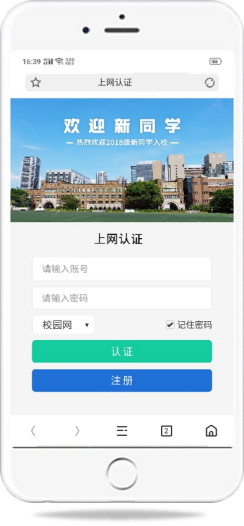 16:39
86
上网认证
欢迎新同学
热烈欢迎2018级新同学入校
上网认证
请输入账号
请输入密码
校园网
记住密码
认证
注册
2